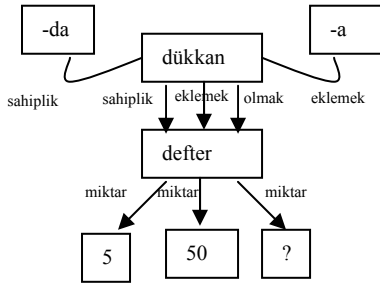 -da
dükkan
-a
sahiplik
sahiplik
eklemek
olmak
eklemek
defter
miktar
miktar
miktar
5
50
?